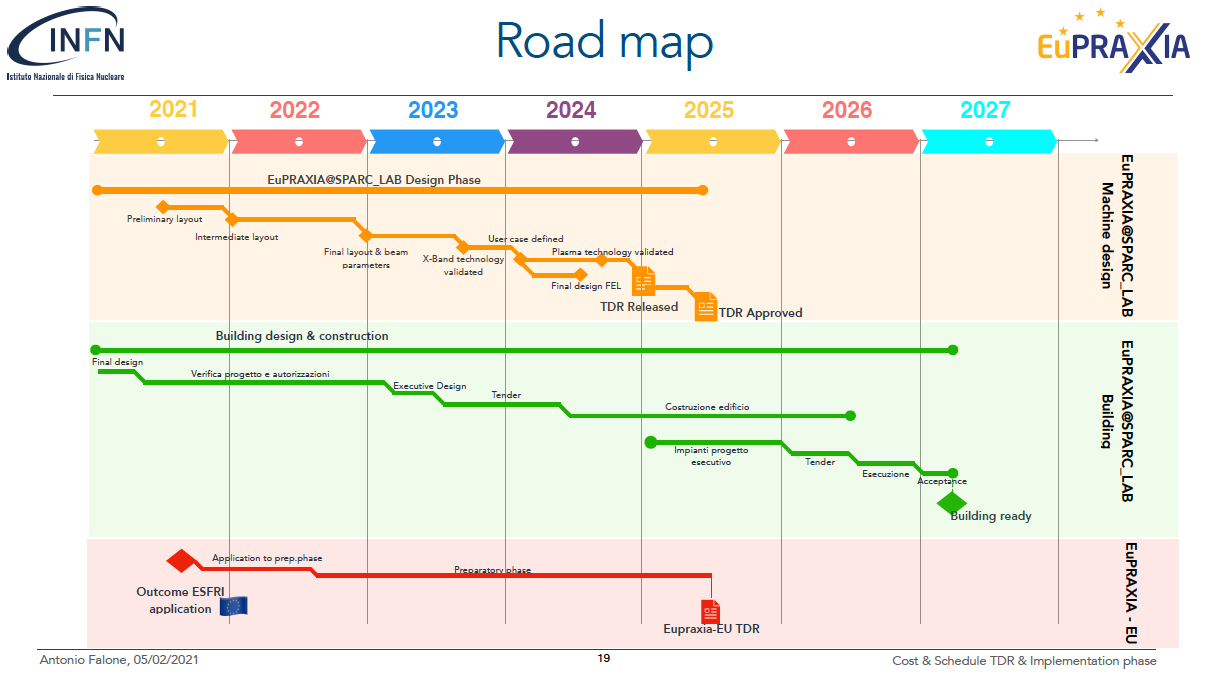 INFN
Istituto Nazionale di Fisica Nucleare
Road map
EuPRAXIA
2021
2022
2023
2024
2025
2026
2027
EuPRAXIA@SPARC_LAB
Machine design
EuPRAXIA@SPARC_LAB Design Phase
Preliminary layout
Intermediate layout
Final layout & beam
parameters
User case defined
X-Band technology
validated
Plasma technology validated
Final design FEL
TDR Released
TDR Approved
EuPRAXIA@SPARC_LAB
Building
Building design & construction
Final design
Verifica progetto e autorizzazioni
Executive Design
Tender
Costruzione edificio
Impianti progetto
esecutivo
Tender
Esecuzione
Acceptance
Building ready
EuPRAXIA - EU
Application to prep.phase
Preparatory phase
Outcome ESFRI
application
Eupraxia-EU TDR
Antonio Falone, 05/02/2021
19
Cost & Schedule TDR & Implementation phase